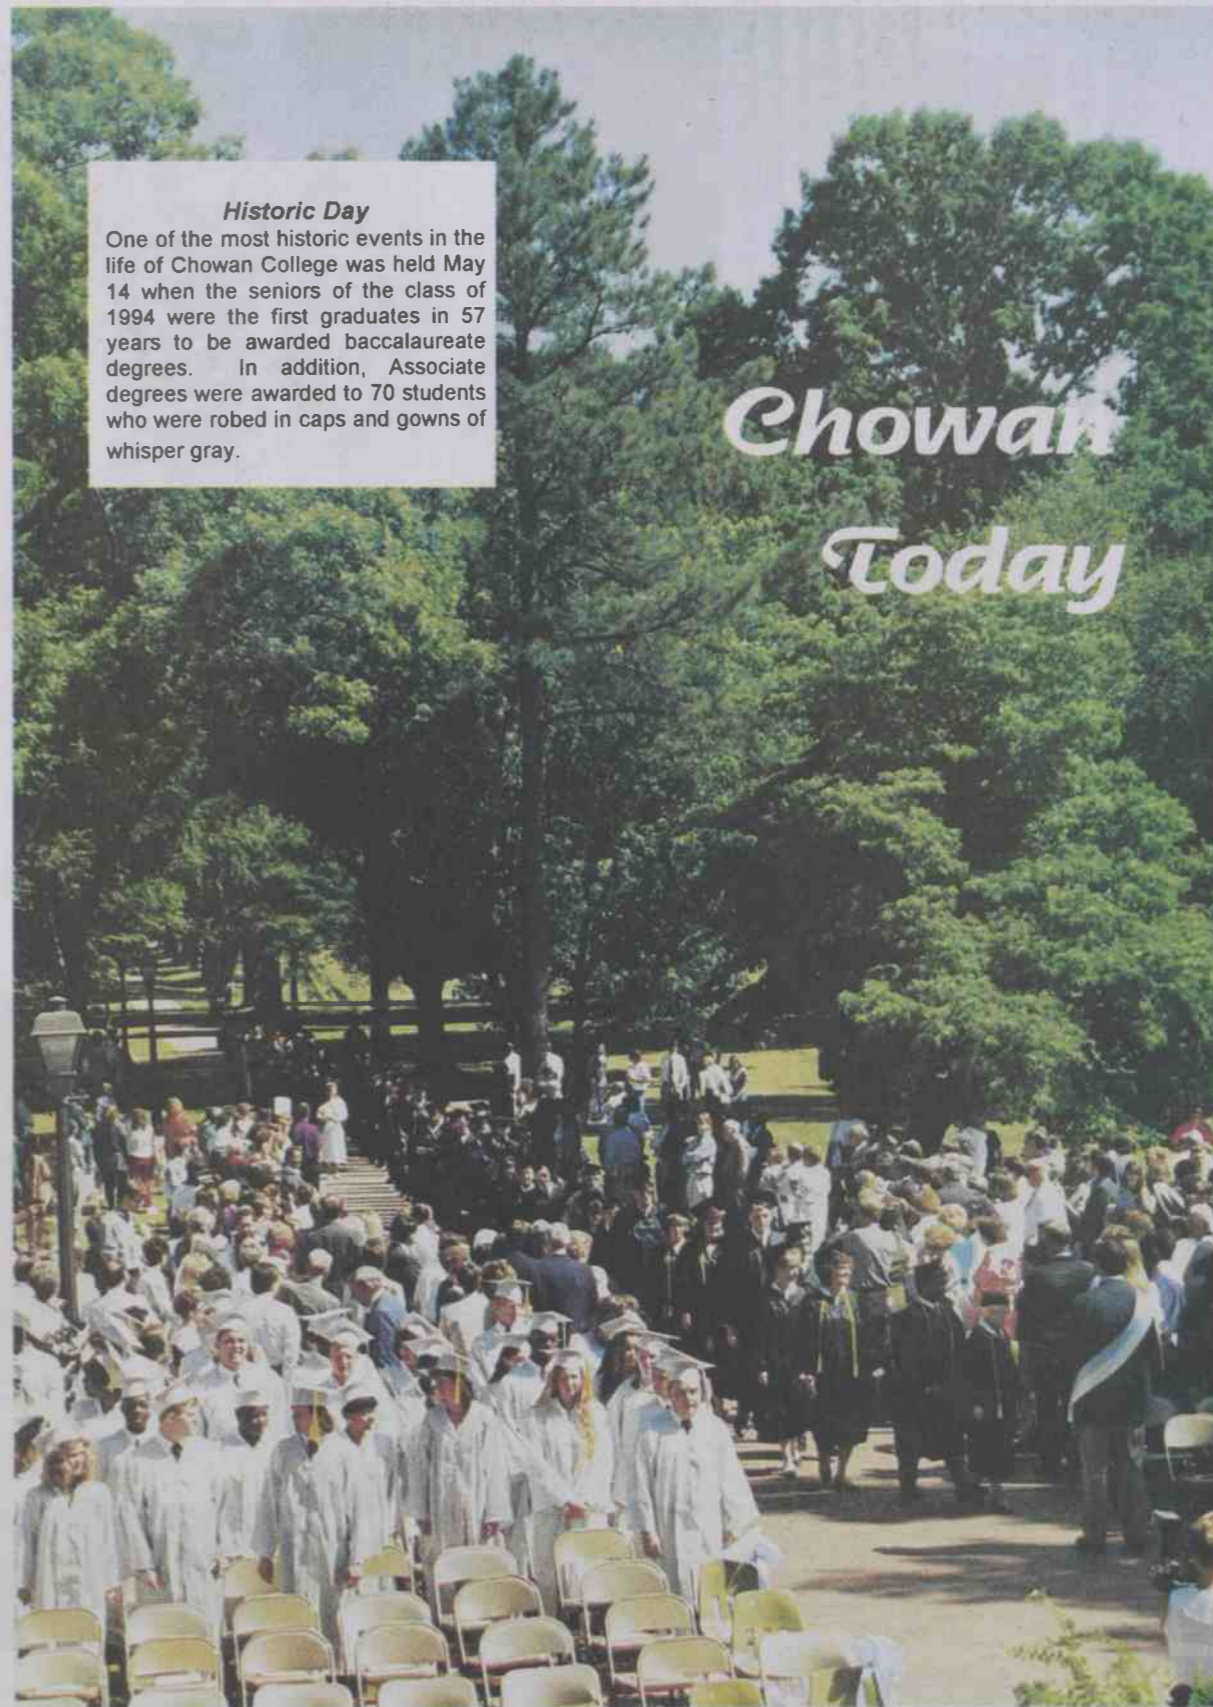 Historic Day
One of the most historic events in the
life of Chowan College was held May
14 when the seniors of the class of
1994 were the first graduates in 57
years to be awarded baccalaureate
degrees. In addition, Associate
degrees were awarded to 70 students
who were robed in caps and gowns of
whisper gray.
Chowan
Today